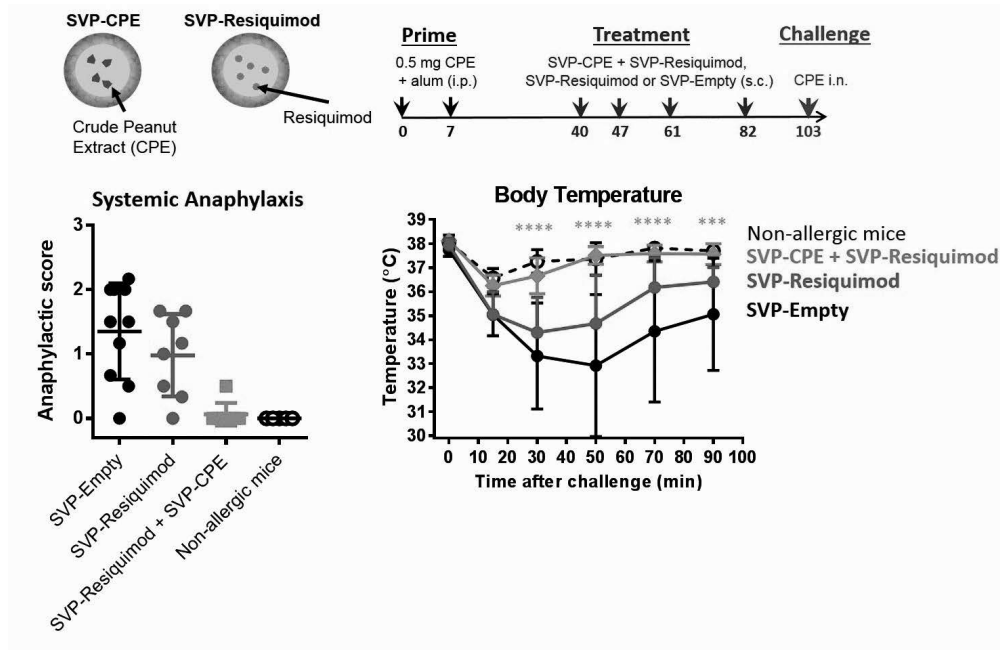 SVP-CPE
SVP-Resiquimod
Crude Peanut
Extract (CPE)
Resiquimod
Prime
Treatment
Challenge
0.5 mg CPE
+ alum (i.p.)
SVP-CPE + SVP-Resiquimod,
SVP-Resiquimod or SVP-Empty (s.c.)
CPE i.n.
0 7 40 47 61 82 103
Systemic Anaphylaxis
Anaphylactic score
3
2
1
0
SVP-Empty
SVP-Resiquimod
SVP-Resiquimod + SVP-CPE
Non-allergic mice
Body Temperature
Temperature (°C)
39
38
37
36
35
34
33
32
31
30
**** **** **** ***
0 10 20 30 40 50 60 70 80 90 100
Time after challenge (min)
Non-allergic mice
SVP-CPE + SVP-Resiquimod
SVP-Resiquimod
SVP-Empty